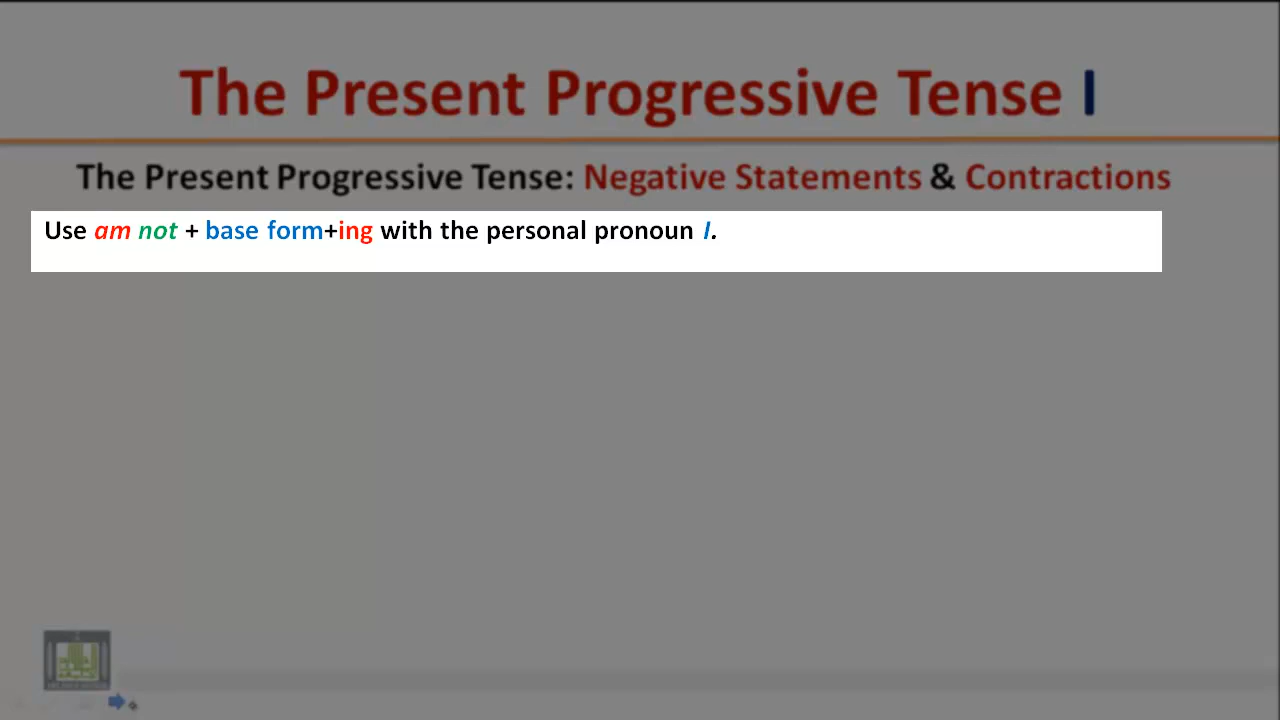 The Present Progressive Tense I
The Present Progressive Tense: Negative Statements & Contractions
Use am not + base form+ing with the personal pronoun I.